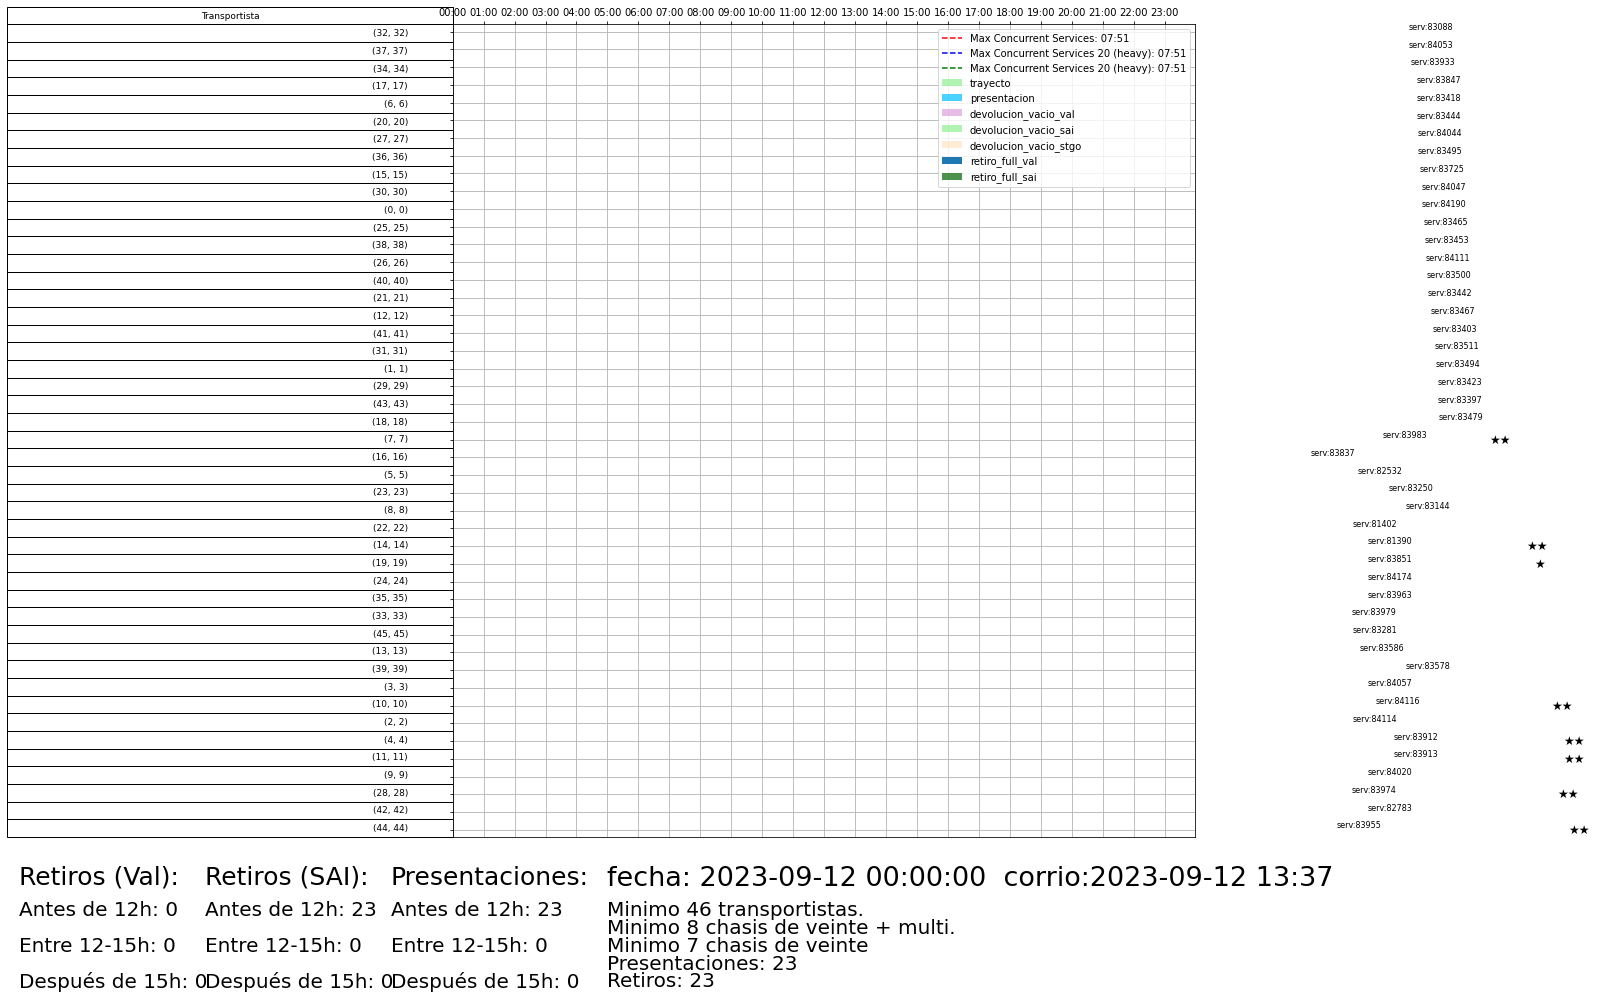 Transportista
00:00 01:00 02:00 03:00 04:00 05:00 06:00 07:00 08:00 09:00 10:00 11:00 12:00 13:00 14:00 15:00 16:00 17:00 18:00 19:00 20:00 21:00 22:00 23:00
Max Concurrent Services: 07:51
Max Concurrent Services 20 (heavy): 07:51
Max Concurrent Services 20 (heavy): 07:51
trayecto
presentacion
devolucion_vacio_val
devolucion_vacio_sai
devolucion_vacio_stgo
retiro_full_val
retiro_full_sai
(32, 32) serv:83088
(37, 37) serv:84053
(34, 34) serv:83933
(17, 17) serv:83847
(6, 6) serv:83418
(20, 20) serv:83444
(27, 27) serv:84044
(36, 36) serv:83495
(15, 15) serv:83725
(30, 30) serv:84047
(0, 0) serv:84190
(25, 25) serv:83465
(38, 38) serv:83453
(26, 26) serv:84111
(40, 40) serv:83500
(21, 21) serv:83442
(12, 12) serv:83467
(41, 41) serv:83403
(31, 31) serv:83511
(1, 1) serv:83494
(29, 29) serv:83423
(43, 43) serv:83397
(18, 18) serv:83479
(7, 7) serv:83983 ★★
(16, 16) serv:83837
(5, 5) serv:82532
(23, 23) serv:83250
(8, 8) serv:83144
(22, 22) serv:81402
(14, 14) serv:81390 ★★
(19, 19) serv:83851 ★
(24, 24) serv:84174
(35, 35) serv:83963
(33, 33) serv:83979
(45, 45) serv:83281
(13, 13) serv:83586
(39, 39) serv:83578
(3, 3) serv:84057
(10, 10) serv:84116 ★★
(2, 2) serv:84114
(4, 4) serv:83912 ★★
(11, 11) serv:83913 ★★
(9, 9) serv:84020
(28, 28) serv:83974 ★★
(42, 42) serv:82783
(44, 44) serv:83955 ★★
Retiros (Val):
Antes de 12h: 0
Entre 12-15h: 0
Después de 15h: 0
Retiros (SAI):
Antes de 12h: 23
Entre 12-15h: 0
Después de 15h: 0
Presentaciones:
Antes de 12h: 23
Entre 12-15h: 0
Después de 15h: 0
fecha: 2023-09-12 00:00:00 corrio:2023-09-12 13:37
Minimo 46 transportistas.
Minimo 8 chasis de veinte + multi.
Minimo 7 chasis de veinte
Presentaciones: 23
Retiros: 23